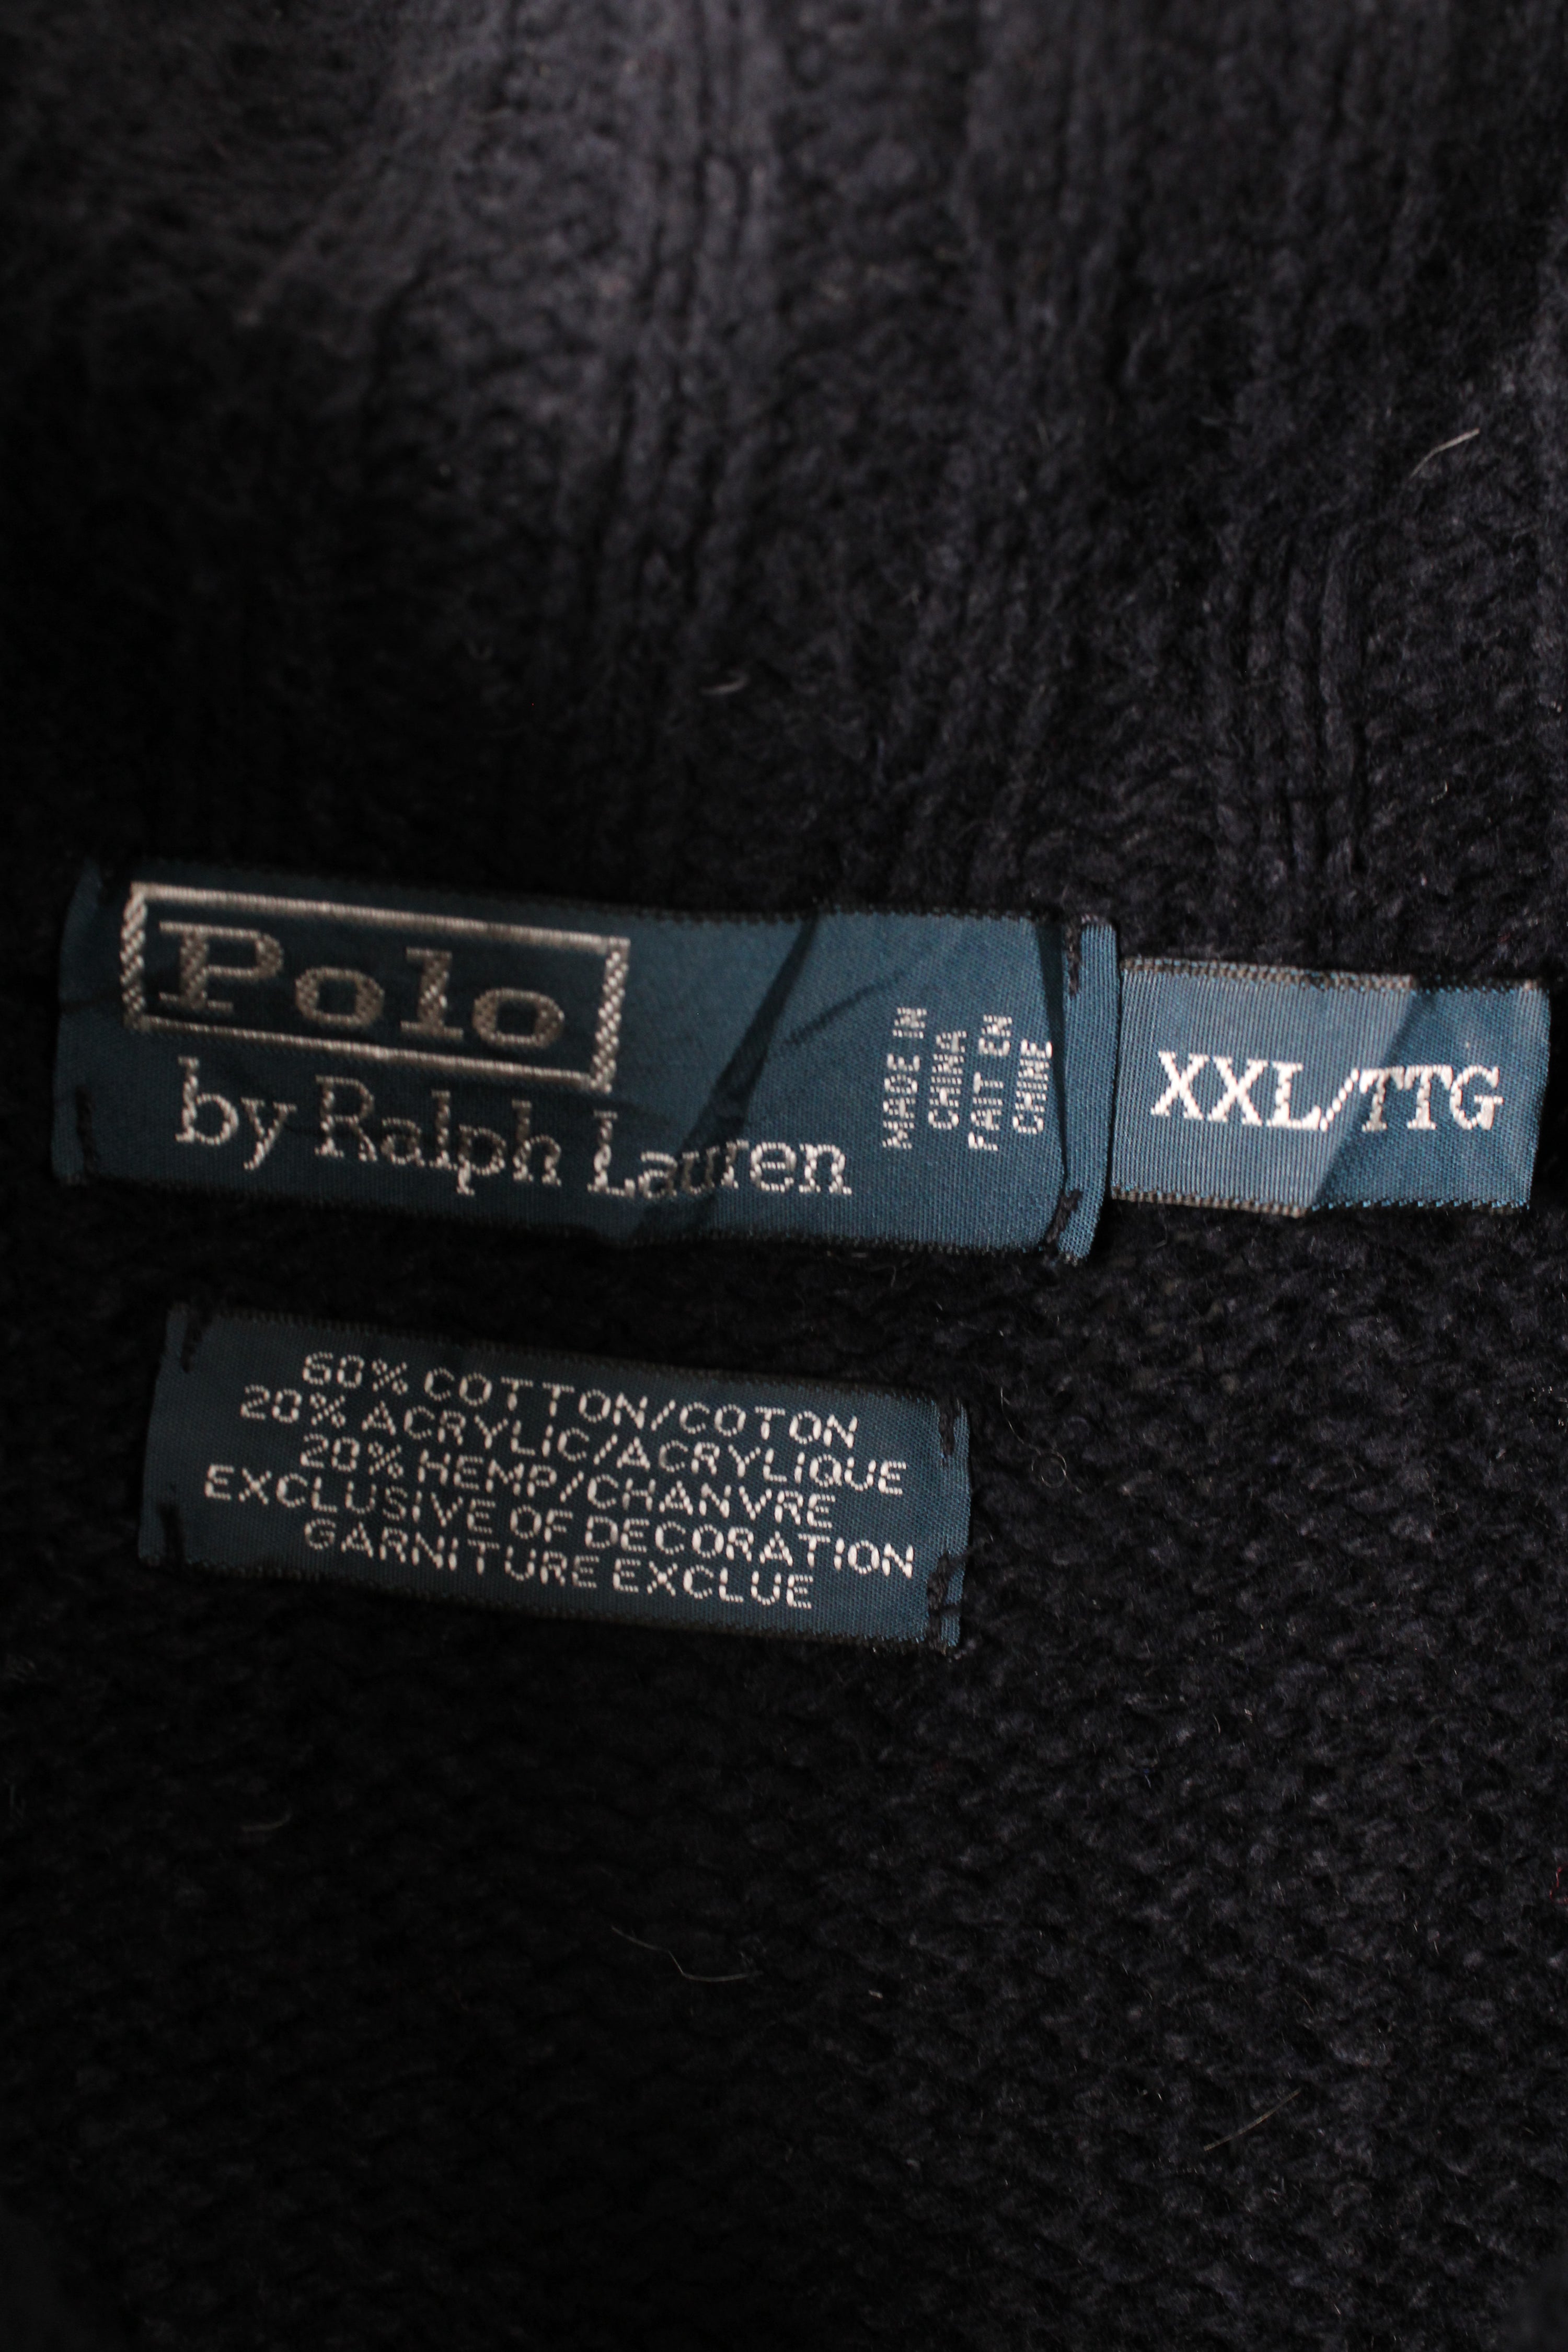 Polo
by Ralph Lauren
MADE IN
CHINA
FAIT EN
CHINE
XXL/TTG
60% COTTON/COTON
20% ACRYLIC/ACRYLIQUE
20% HEMP/CHANVRE
EXCLUSIVE OF DECORATION
GARNITURE EXCLUE